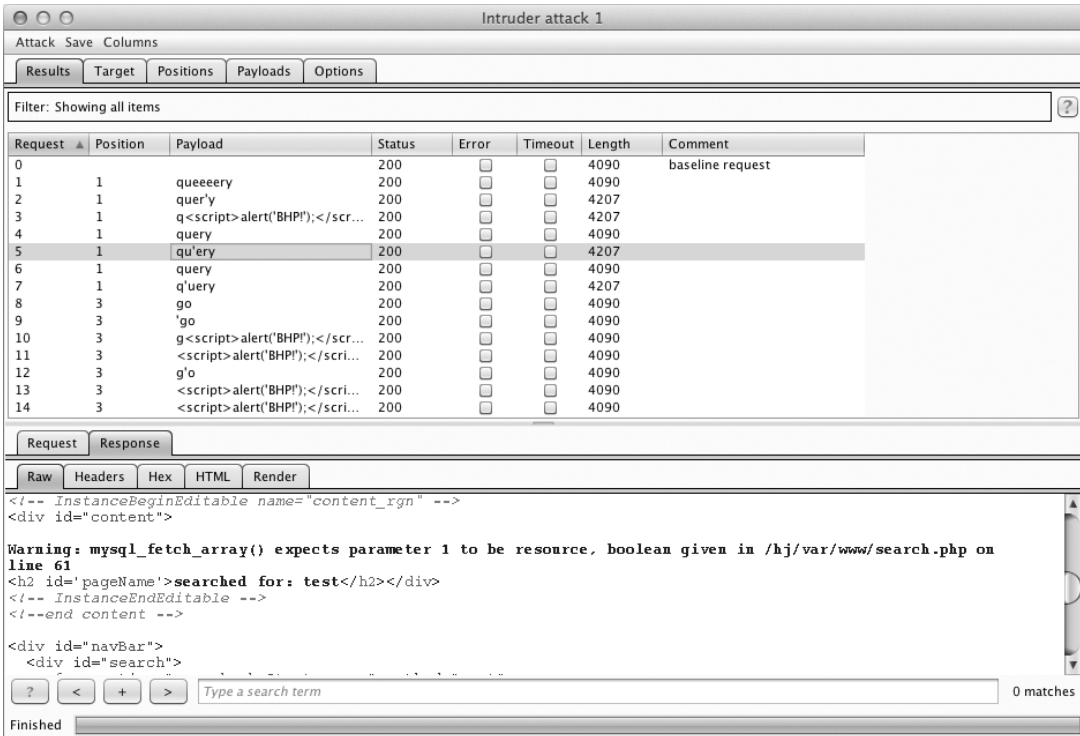 Intruder attack 1
Attack Save Columns
Results Target Positions Payloads Options
Filter: Showing all items ?
Request Position Payload Status Error Timeout Length Comment
0 200 4090 baseline request
1 1 queeeery 200 4090
2 1 quer'y 200 4207
3 1 q<script>alert('BHP!');</scr... 200 4207
4 1 query 200 4090
5 1 qu'ery 200 4207
6 1 query 200 4090
7 1 q'uery 200 4207
8 3 go 200 4090
9 3 'go 200 4090
10 3 g<script>alert('BHP!');</scr... 200 4090
11 3 <script>alert('BHP!');</scri... 200 4090
12 3 g'o 200 4090
13 3 <script>alert('BHP!');</scri... 200 4090
14 3 <script>alert('BHP!');</scri... 200 4090
Request Response
Raw Headers Hex HTML Render
<!-- InstanceBeginEditable name="content_rgn" -->
<div id="content">
Warning: mysql_fetch_array() expects parameter 1 to be resource, boolean given in /hj/var/www/search.php on
line 61
<h2 id='pageName'>searched for: test</h2></div>
<!-- InstanceEndEditable -->
<!--end content -->
<div id="navBar">
<div id="search">
? < + > Type a search term 0 matches
Finished